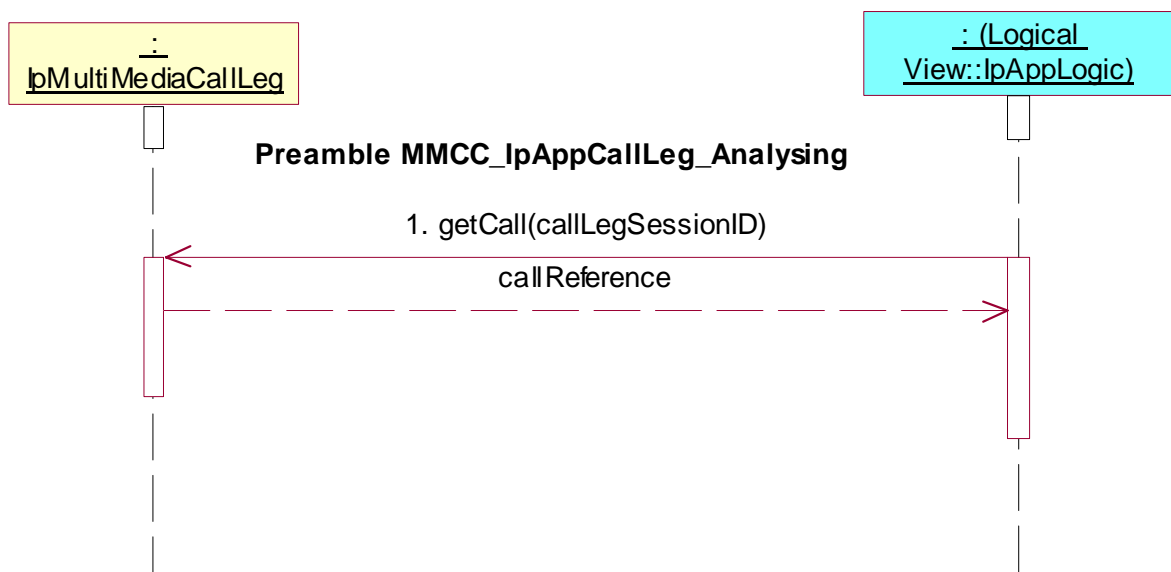 :
IpMultiMediaCallLeg
: (Logical
View::IpAppLogic)
Preamble MMCC_IpAppCallLeg_Analysing
1. getCall(callLegSessionID)
callReference